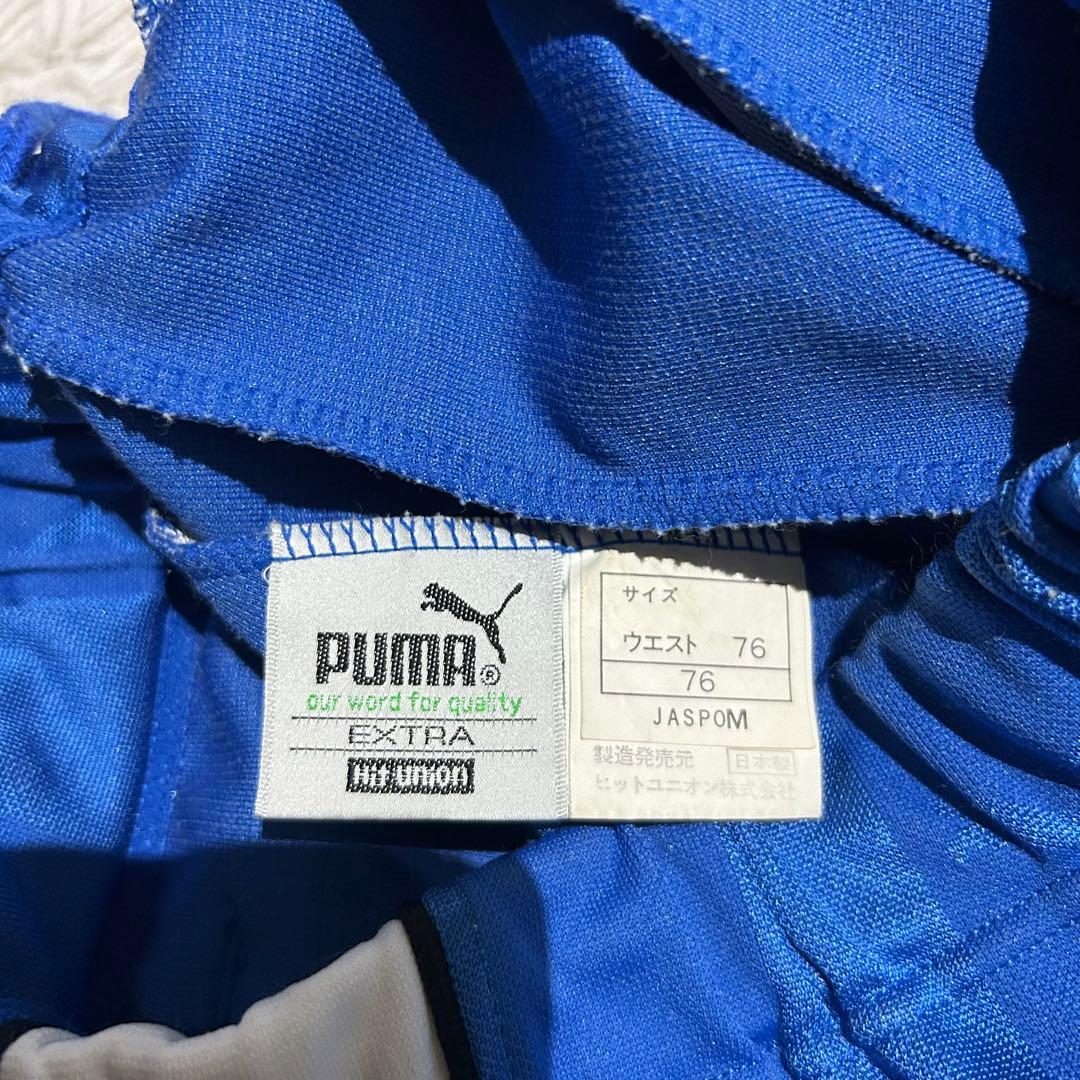 PUMA®
our word for quality
EXTRA
Hit union
サイズ
ウエスト 76
76
JASPOM
製造発売元 日本製
ヒットユニオン株式会社